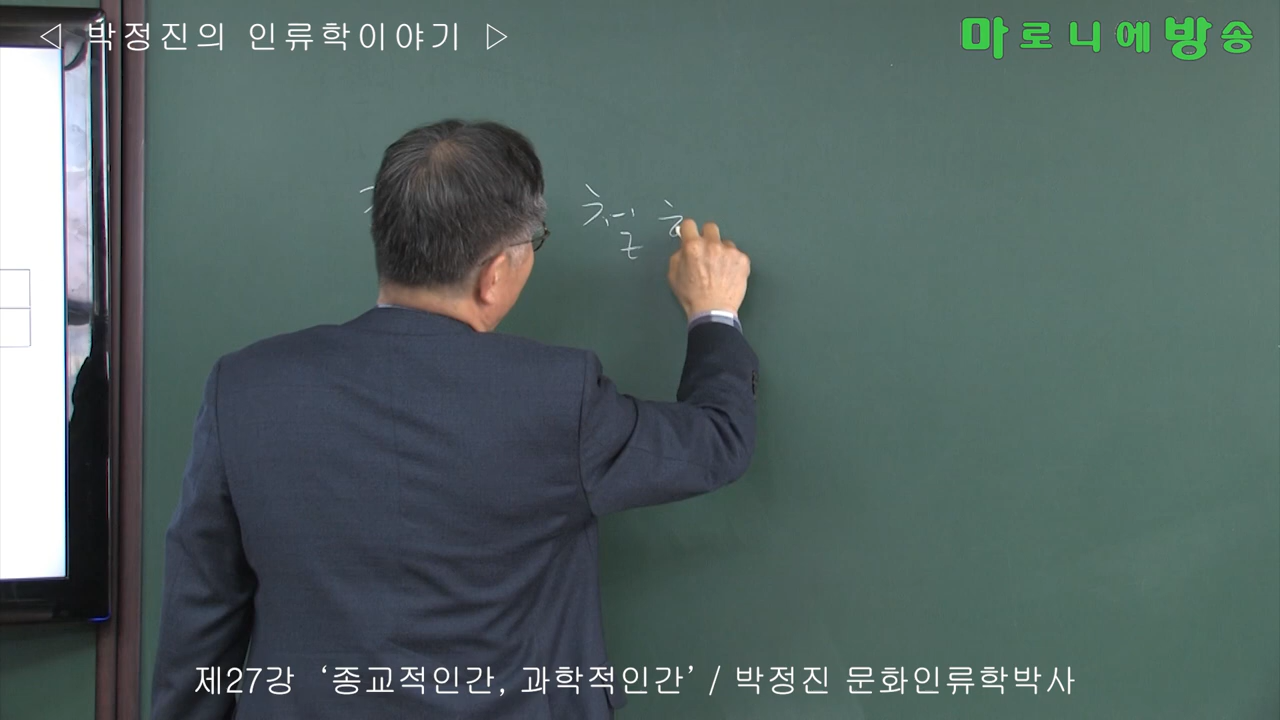 ◁ 박정진의 인류학이야기 ▷
마로니에방송
철
제27강 ‘종교적인간, 과학적인간’ / 박정진 문화인류학박사